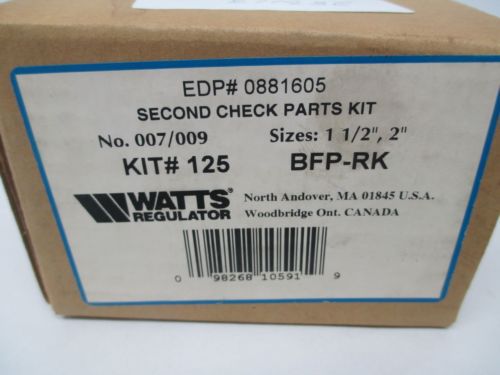 EDP# 0881605
SECOND CHECK PARTS KIT
No. 007/009 Sizes: 1 1/2", 2"
KIT# 125 BFP-RK
WATTS®
REGULATOR
North Andover, MA 01845 U.S.A.
Woodbridge Ont. CANADA
0 98268 10591 9